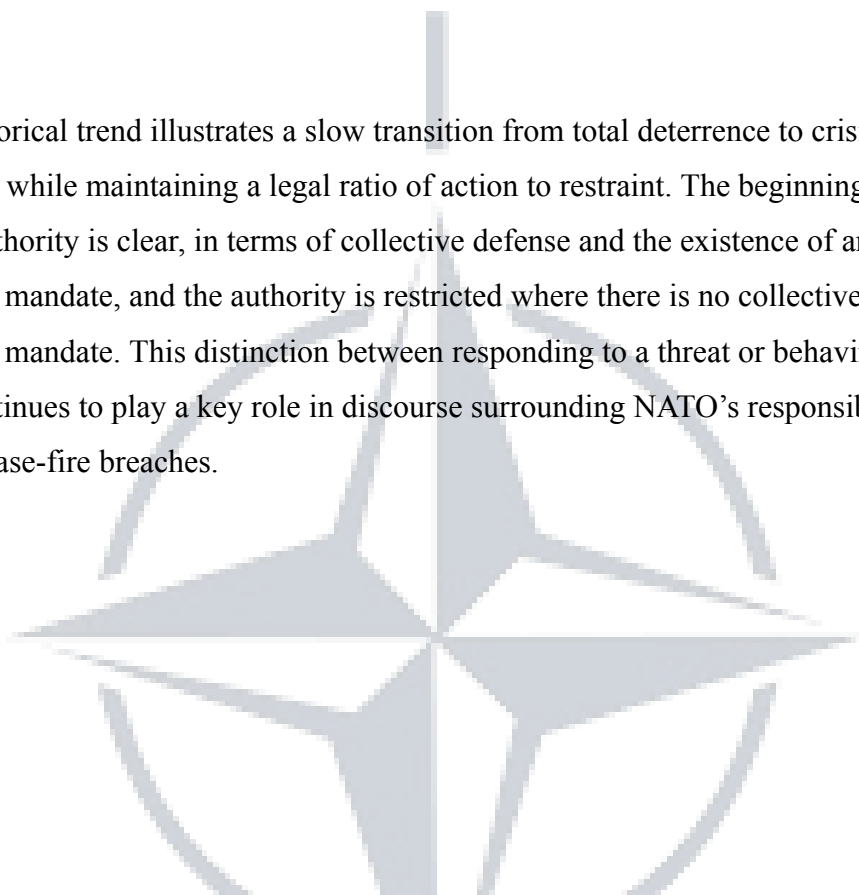 orical trend illustrates a slow transition from total deterrence to cris
while maintaining a legal ratio of action to restraint. The beginning
thority is clear, in terms of collective defense and the existence of an
mandate, and the authority is restricted where there is no collective
mandate. This distinction between responding to a threat or behavi
tinues to play a key role in discourse surrounding NATO’s responsib
ase-fire breaches.